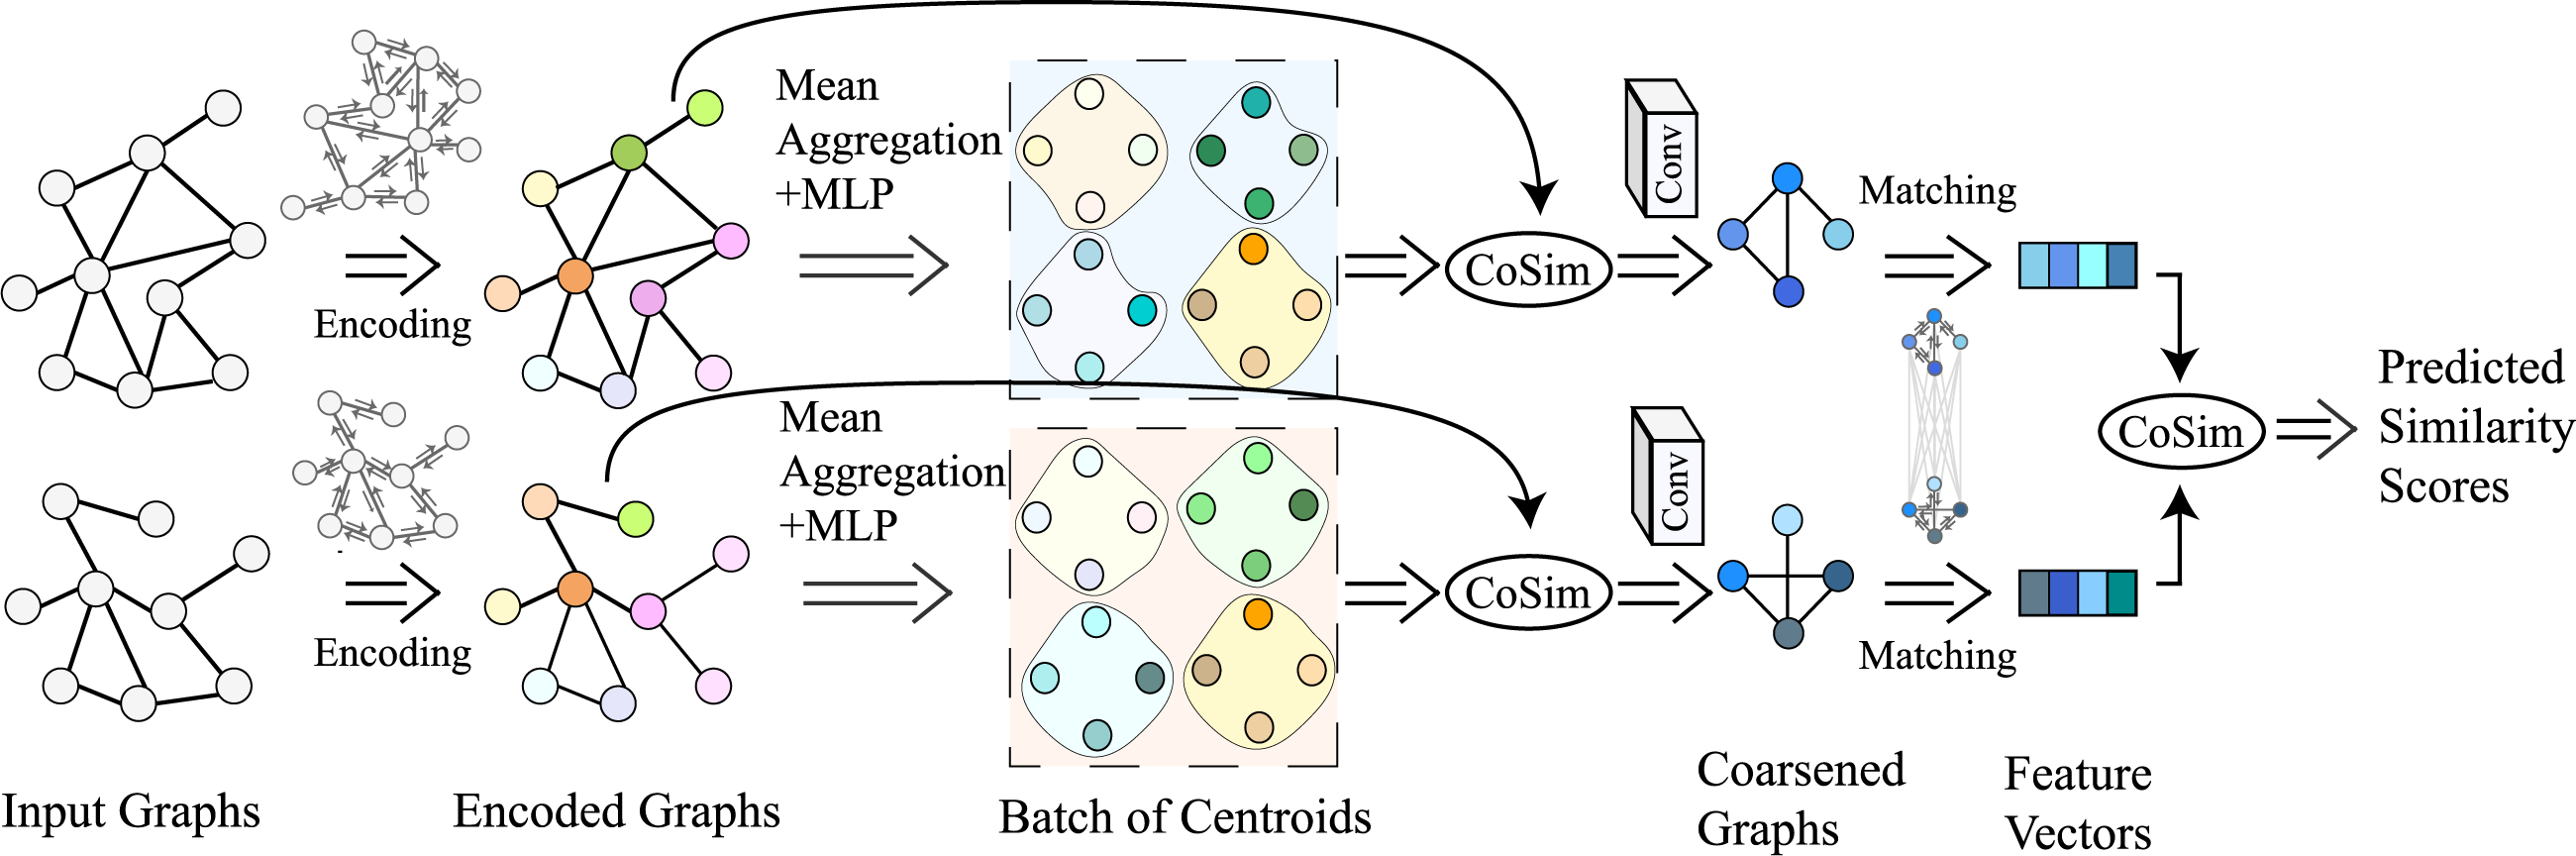 Mean
Aggregation
+MLP
Encoding
CoSim
Conv
Matching
Mean
Aggregation
+MLP
Encoding
CoSim
Conv
Matching
CoSim
Predicted
Similarity
Scores
Input Graphs
Encoded Graphs
Batch of Centroids
Coarsened
Graphs
Feature
Vectors